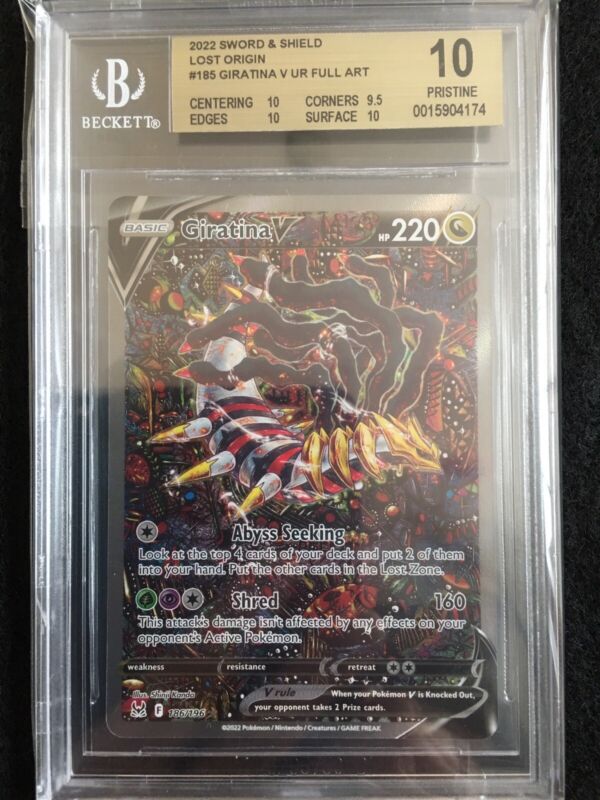 2022 SWORD & SHIELD
LOST ORIGIN
#185 GIRATINA V UR FULL ART
CENTERING 10 CORNERS 9.5
EDGES 10 SURFACE 10
10
PRISTINE
0015904174
B
BECKETT®
BASIC Giratina V HP 220
Abyss Seeking
Look at the top 4 cards of your deck and put 2 of them
into your hand. Put the other cards in the Lost Zone.
Shred 160
This attack's damage isn't affected by any effects on your
opponent's Active Pokémon.
weakness resistance retreat
Illus. Shinji Kanda
F 186/196
V rule
When your Pokémon V is Knocked Out,
your opponent takes 2 Prize cards.
©2022 Pokémon / Nintendo / Creatures / GAME FREAK